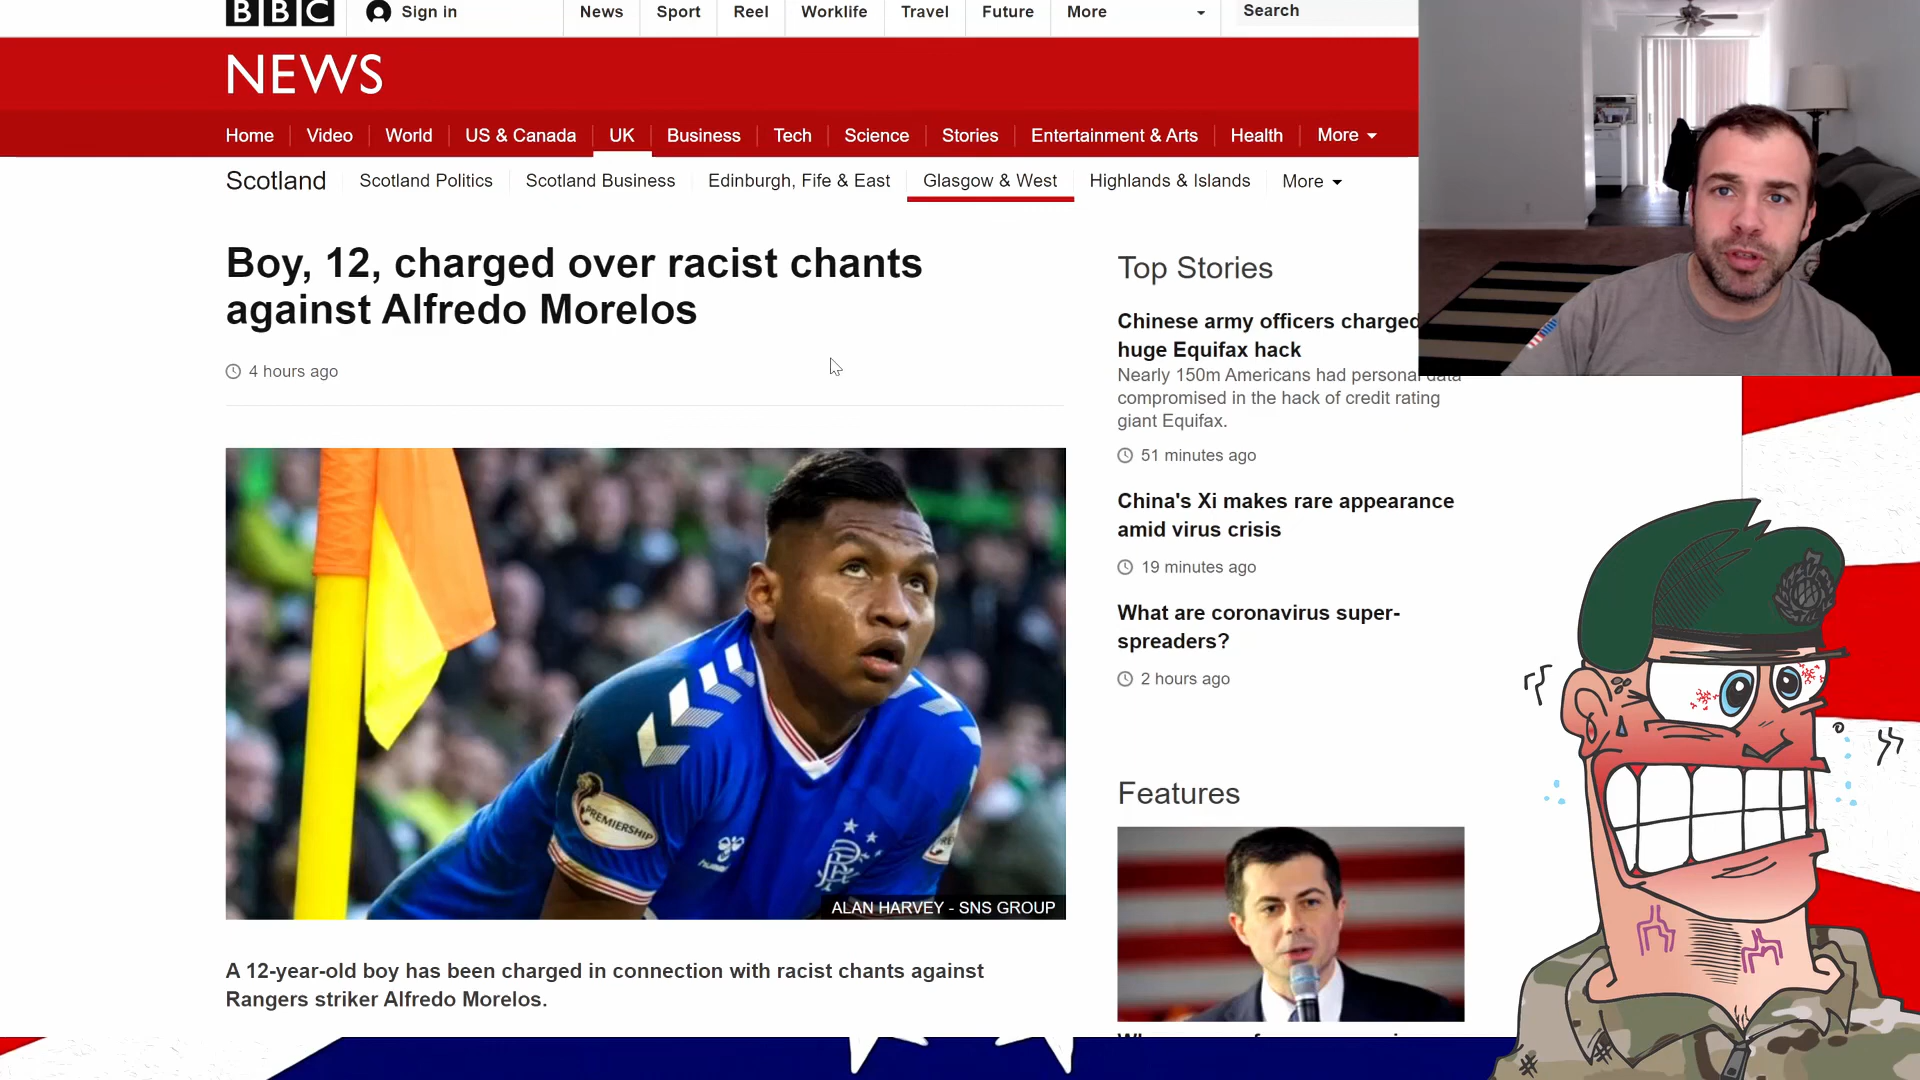 BBC
Sign in
News
Sport
Reel
Worklife
Travel
Future
More
Search
NEWS
Home
Video
World
US & Canada
UK
Business
Tech
Science
Stories
Entertainment & Arts
Health
More
Scotland
Scotland Politics
Scotland Business
Edinburgh, Fife & East
Glasgow & West
Highlands & Islands
More
Boy, 12, charged over racist chants
against Alfredo Morelos
4 hours ago
PREMIERSHIP
hummel
ALAN HARVEY - SNS GROUP
A 12-year-old boy has been charged in connection with racist chants against
Rangers striker Alfredo Morelos.
Top Stories
Chinese army officers charged
huge Equifax hack
Nearly 150m Americans had personal data
compromised in the hack of credit rating
giant Equifax.
51 minutes ago
China's Xi makes rare appearance
amid virus crisis
19 minutes ago
What are coronavirus super-
spreaders?
2 hours ago
Features